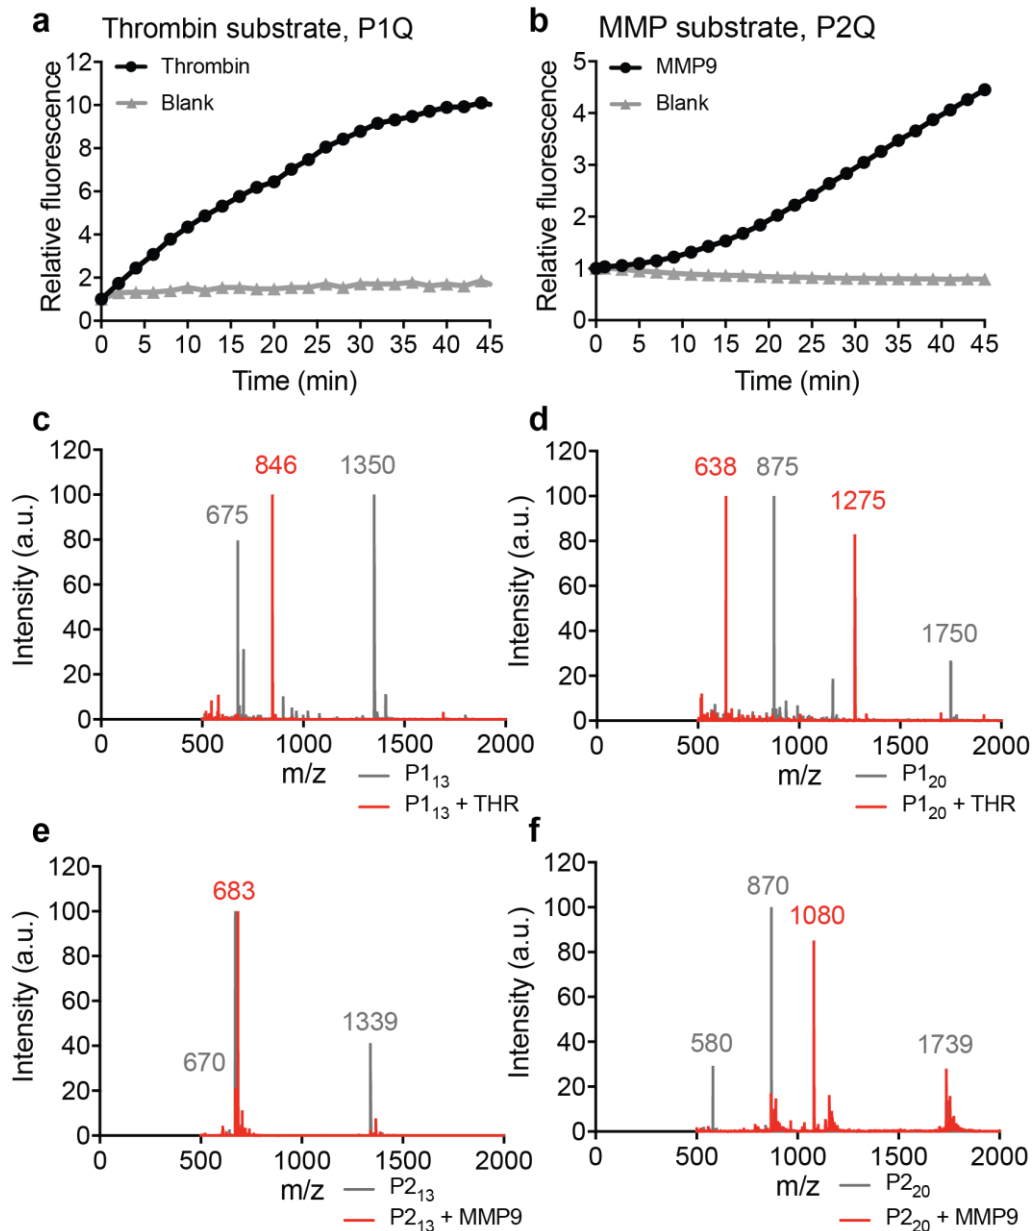 a Thrombin substrate, P1Q
Thrombin
Blank
Relative fluorescence
12
10
8
6
4
2
0
0 5 10 15 20 25 30 35 40 45
Time (min)
b MMP substrate, P2Q
MMP9
Blank
Relative fluorescence
5
4
3
2
1
0
0 5 10 15 20 25 30 35 40 45
Time (min)
c
Intensity (a.u.)
120
100
80
60
40
20
0
846 1350
675
0 500 1000 1500 2000
m/z
P1₁₃
P1₁₃ + THR
d
Intensity (a.u.)
120
100
80
60
40
20
0
638 875
1275
1750
0 500 1000 1500 2000
m/z
P1₂₀
P1₂₀ + THR
e
Intensity (a.u.)
120
100
80
60
40
20
0
683
1339
670
0 500 1000 1500 2000
m/z
P2₁₃
P2₁₃ + MMP9
f
Intensity (a.u.)
120
100
80
60
40
20
0
870
1080
580 1739
0 500 1000 1500 2000
m/z
P2₂₀
P2₂₀ + MMP9